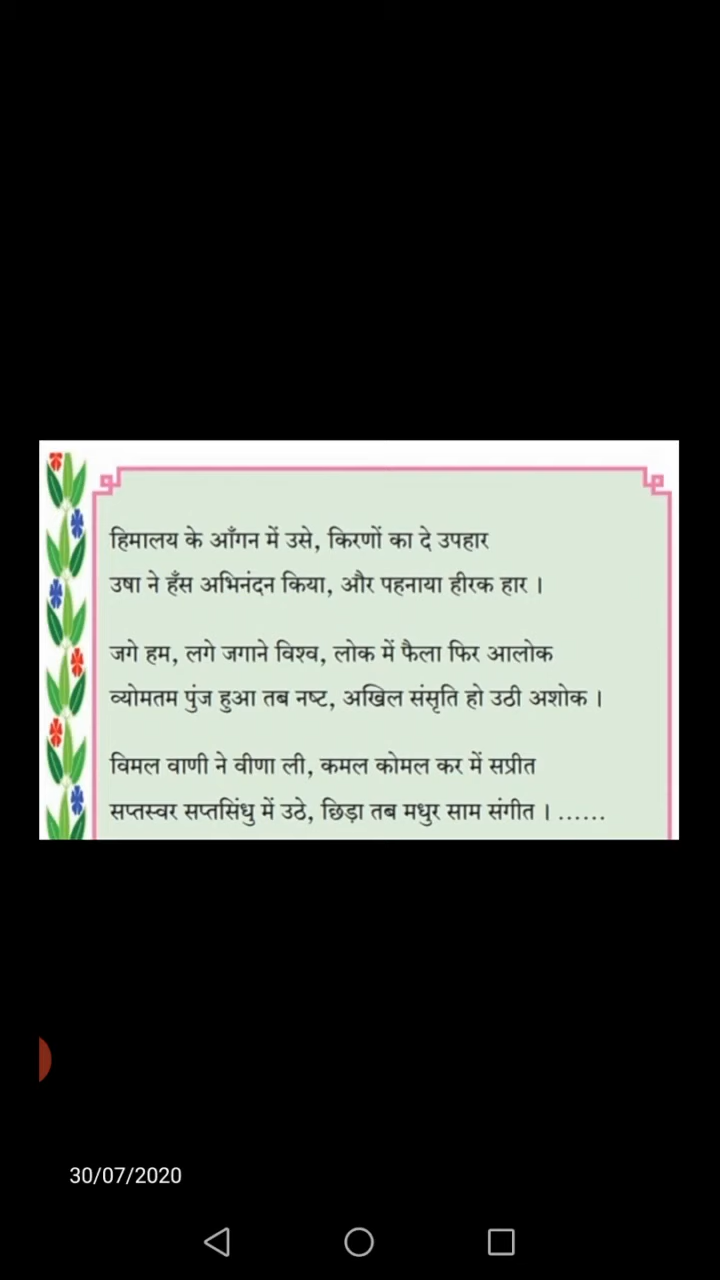 हिमालय के आँगन में उसे, किरणों का दे उपहार
उषा ने हँस अभिनंदन किया, और पहनाया हीरक हार ।
जगे हम, लगे जगाने विश्व, लोक में फैला फिर आलोक
व्योमतम पुंज हुआ तब नष्ट, अखिल संसृति हो उठी अशोक ।
विमल वाणी ने वीणा ली, कमल कोमल कर में सप्रीत
सप्तस्वर सप्तसिंधु में उठे, छिड़ा तब मधुर साम संगीत । ......
30/07/2020